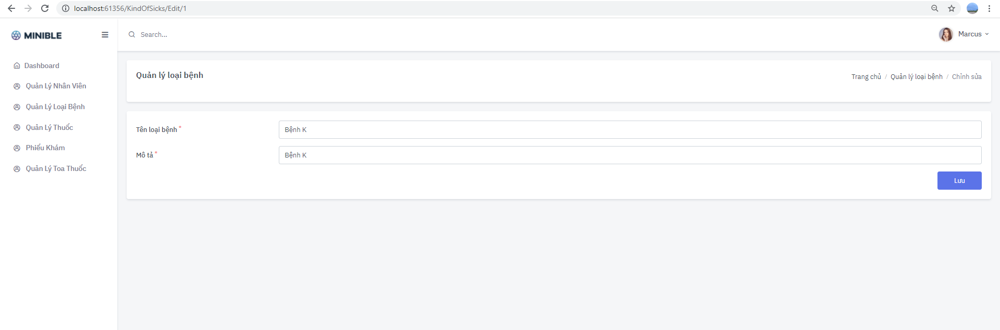 localhost:61356/KindOfSicks/Edit/1
MINIBLE
Search...
Marcus
Dashboard
Quản Lý Nhân Viên
Quản Lý Loại Bệnh
Quản Lý Thuốc
Phiếu Khám
Quản Lý Toa Thuốc
Quản lý loại bệnh
Trang chủ / Quản lý loại bệnh / Chỉnh sửa
Tên loại bệnh *
Bệnh K
Mô tả *
Bệnh K
Lưu